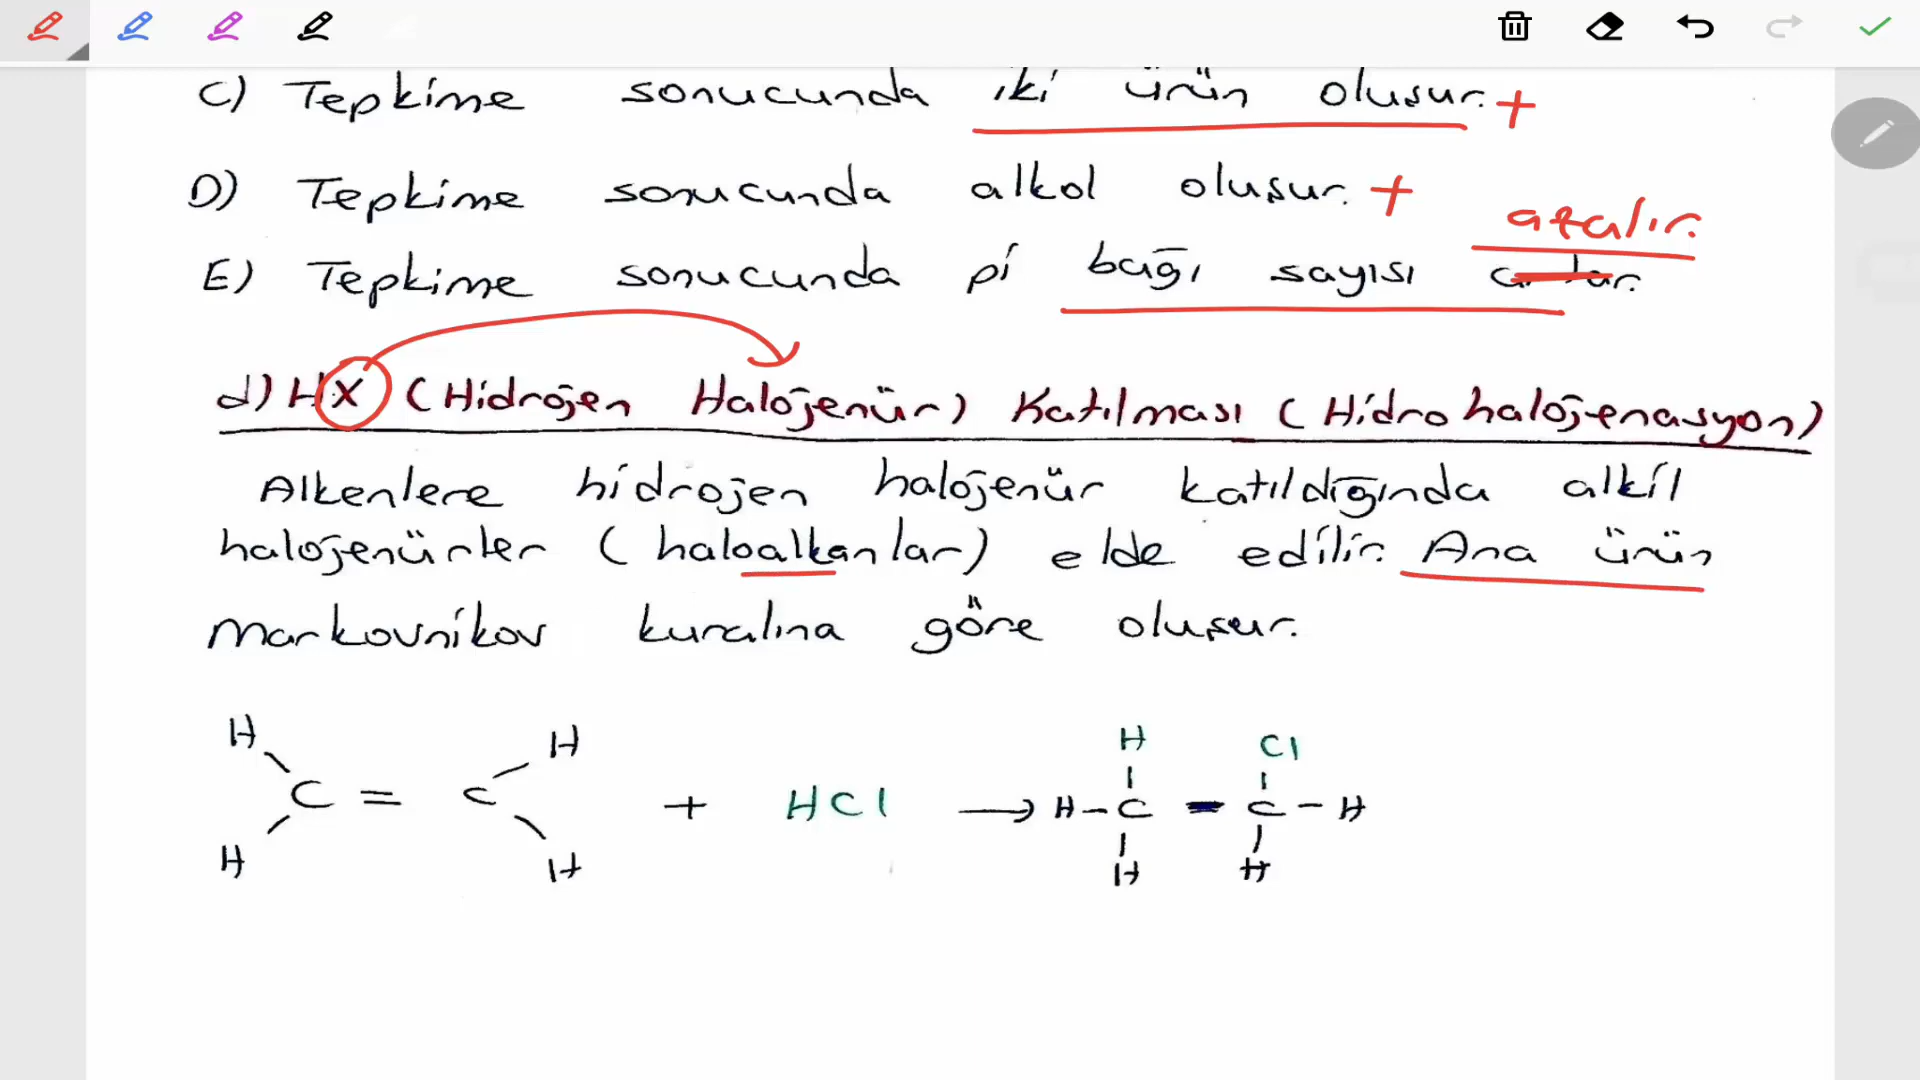 C) Tepkime sonucunda iki ürün oluşur. +
D) Tepkime sonucunda alkol oluşur. +
azalır.
E) Tepkime sonucunda pi bağı sayısı artar.
d) HX (Hidrojen Halojenür) Katılması (Hidrohalojenasyon)
Alkenlere hidrojen halojenür katıldığında alkil
halojenürler (haloalkanlar) elde edilir. Ana ürün
markovnikov kuralına göre oluşur.
H H H Cl
C = C + HCl → H-C-C-H
H H H H